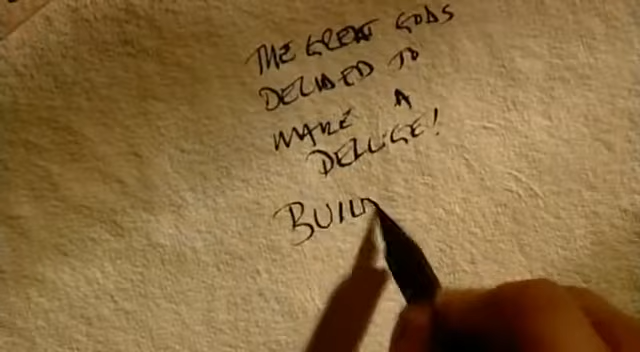 THE GREAT GODS
DECIDED TO
MAKE A
DELUGE!
BUIL